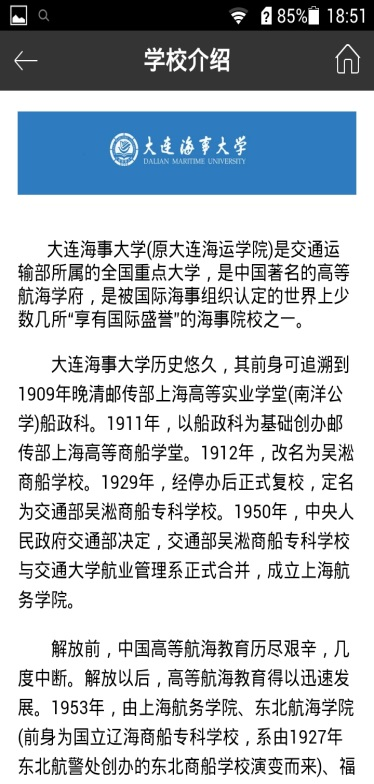 85% 18:51
学校介绍
大连海事大学
DALIAN MARITIME UNIVERSITY
大连海事大学(原大连海运学院)是交通运
输部所属的全国重点大学，是中国著名的高等
航海学府，是被国际海事组织认定的世界上少
数几所“享有国际盛誉”的海事院校之一。
大连海事大学历史悠久，其前身可追溯到
1909年晚清邮传部上海高等实业学堂(南洋公
学)船政科。1911年，以船政科为基础创办邮
传部上海高等商船学堂。1912年，改名为吴淞
商船学校。1929年，经停办后正式复校，定名
为交通部吴淞商船专科学校。1950年，中央人
民政府交通部决定，交通部吴淞商船专科学校
与交通大学航业管理系正式合并，成立上海航
务学院。
解放前，中国高等航海教育历尽艰辛，几
度中断。解放以后，高等航海教育得以迅速发
展。1953年，由上海航务学院、东北航海学院
(前身为国立辽海商船专科学校，系由1927年
东北航警处创办的东北商船学校演变而来)、福